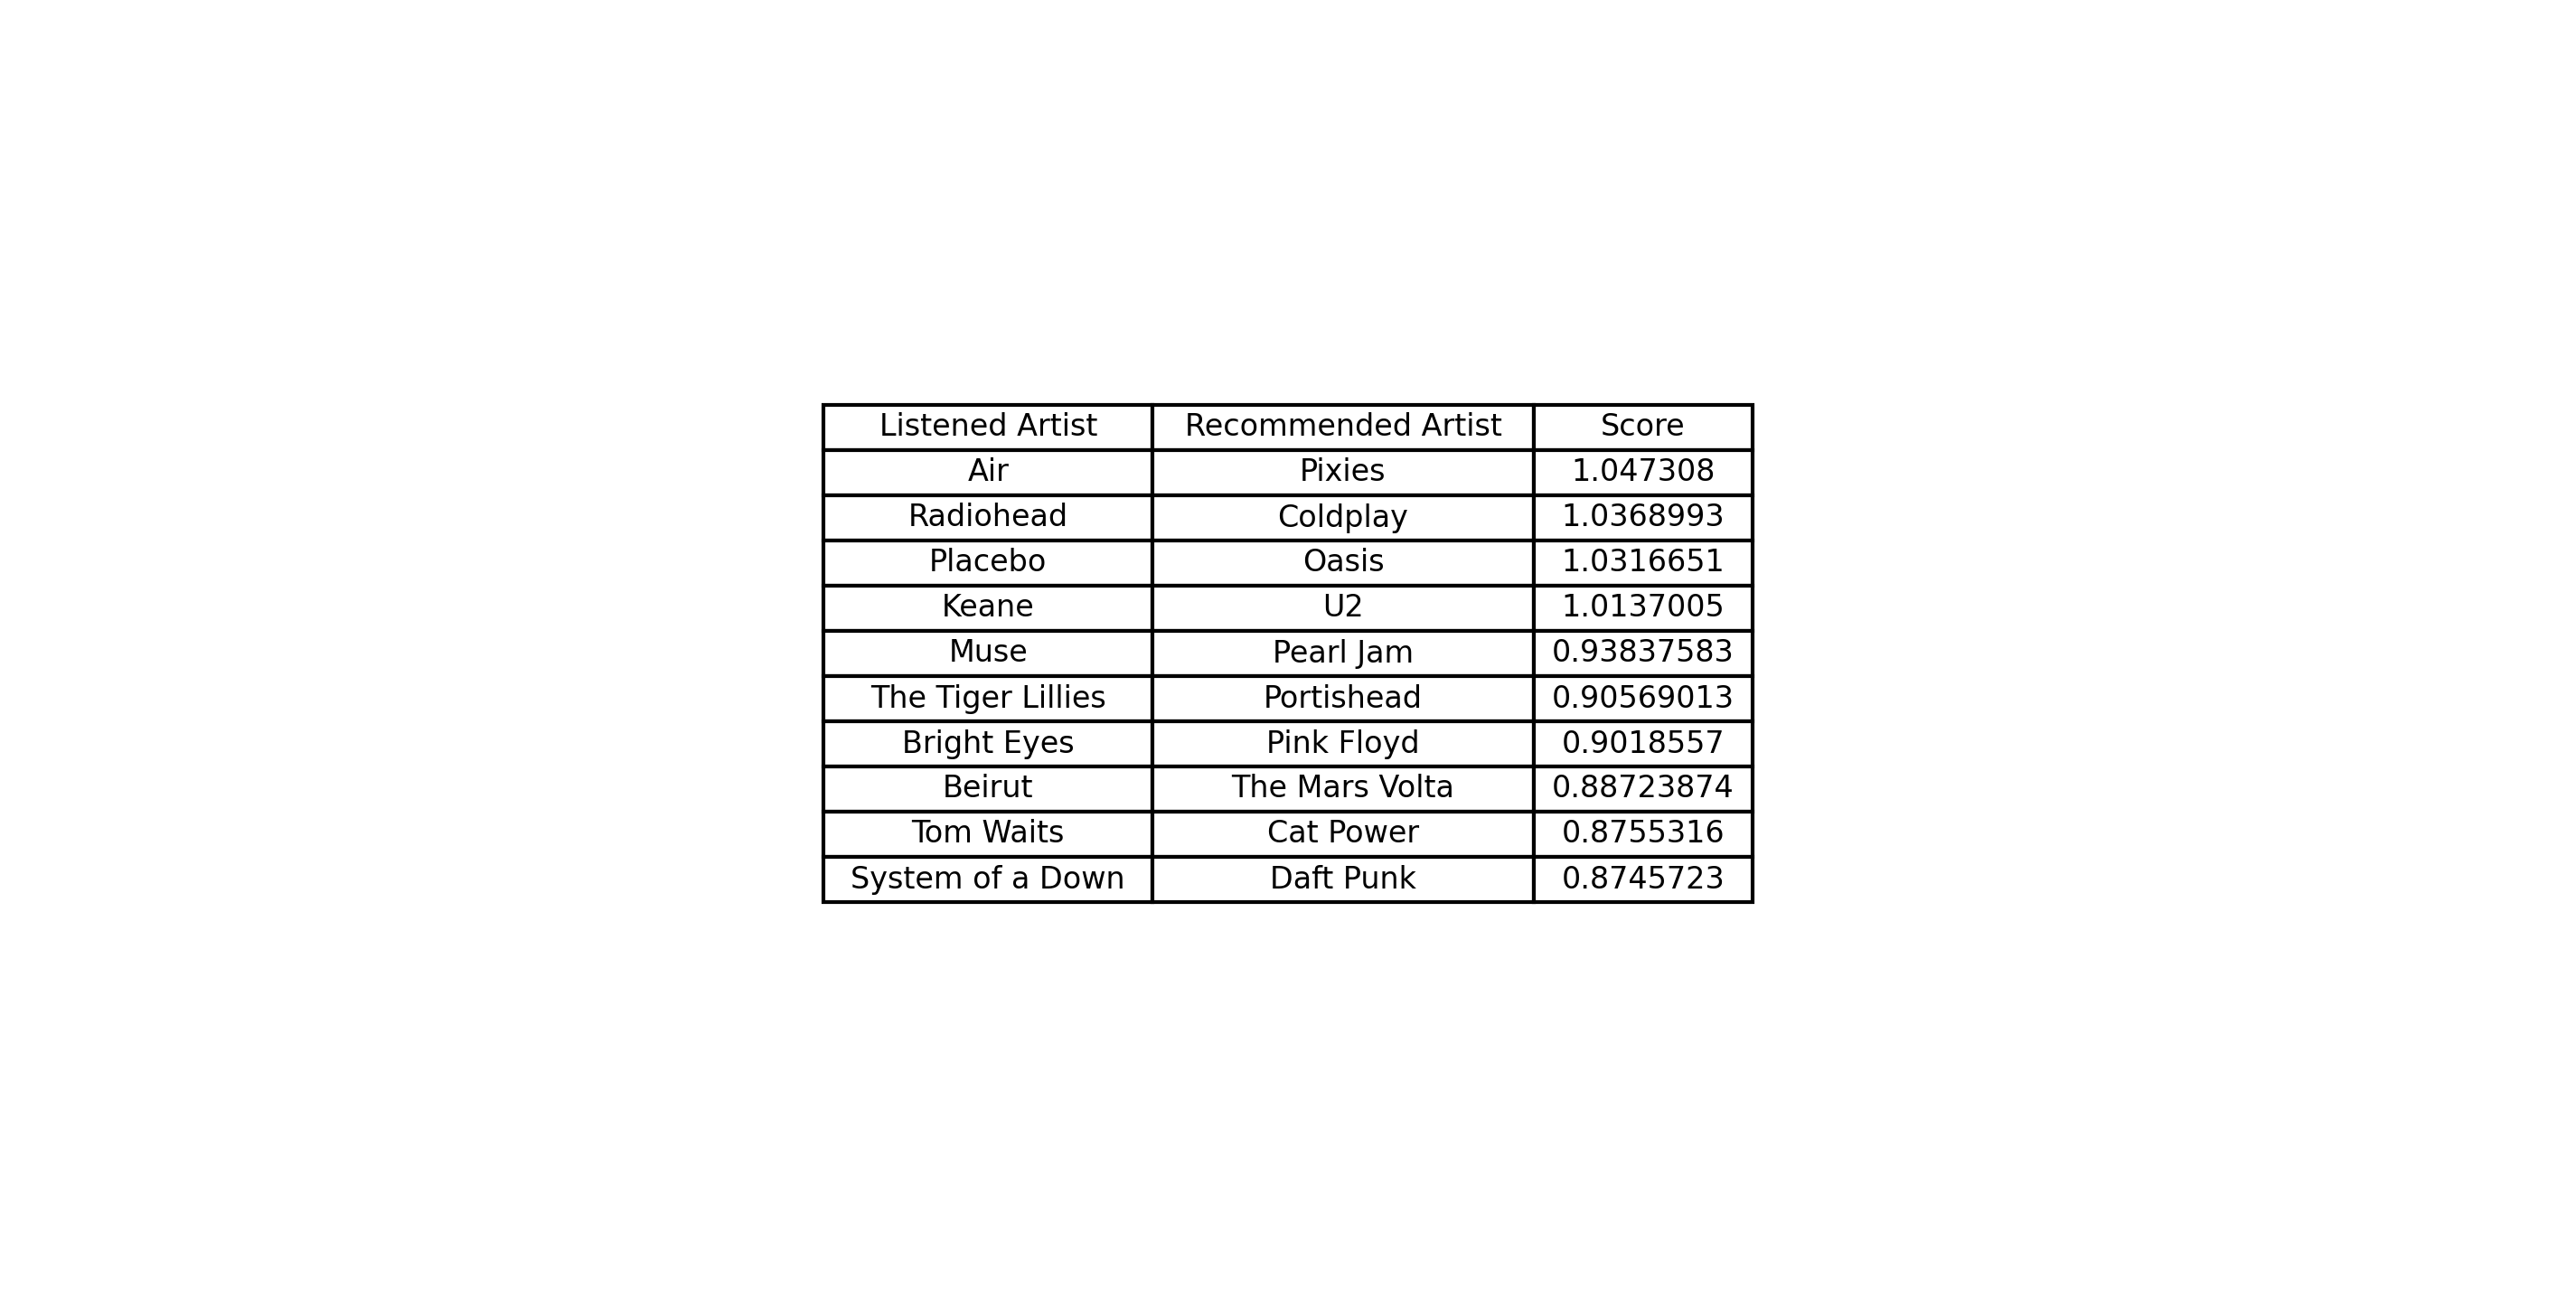 Listened Artist Recommended Artist Score
Air Pixies 1.047308
Radiohead Coldplay 1.0368993
Placebo Oasis 1.0316651
Keane U2 1.0137005
Muse Pearl Jam 0.93837583
The Tiger Lillies Portishead 0.90569013
Bright Eyes Pink Floyd 0.9018557
Beirut The Mars Volta 0.88723874
Tom Waits Cat Power 0.8755316
System of a Down Daft Punk 0.8745723